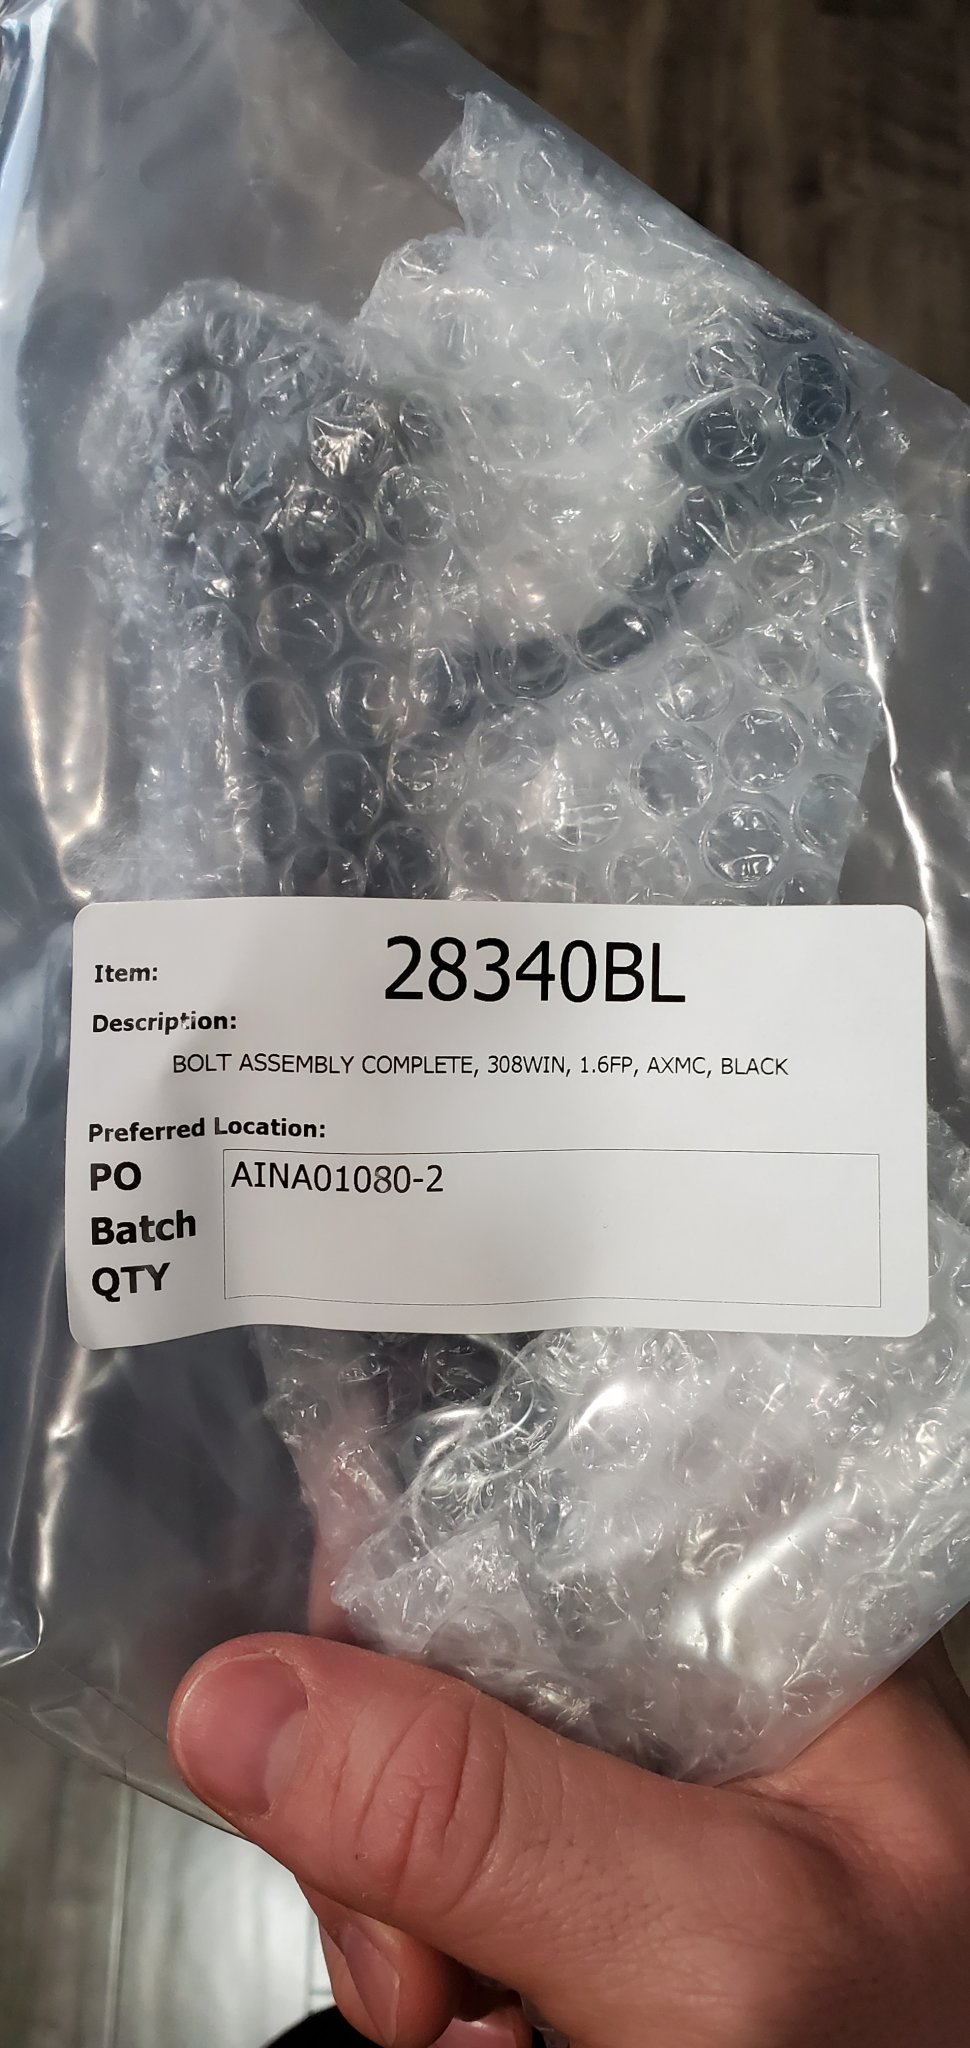 Item: 28340BL
Description:
BOLT ASSEMBLY COMPLETE, 308WIN, 1.6FP, AXMC, BLACK
Preferred Location:
PO AINA01080-2
Batch
QTY